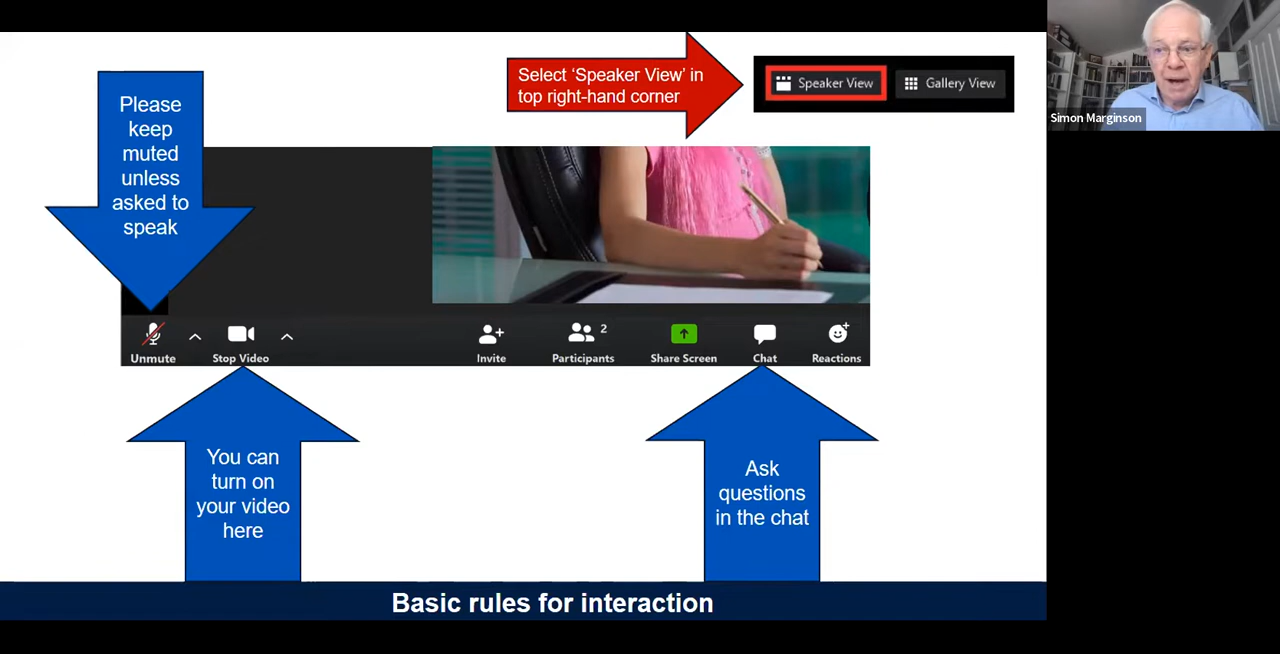 Select ‘Speaker View’ in
top right-hand corner
Speaker View
Gallery View
Simon Marginson
Please
keep
muted
unless
asked to
speak
Unmute
Stop Video
Invite
2
Participants
Share Screen
Chat
Reactions
You can
turn on
your video
here
Ask
questions
in the chat
Basic rules for interaction